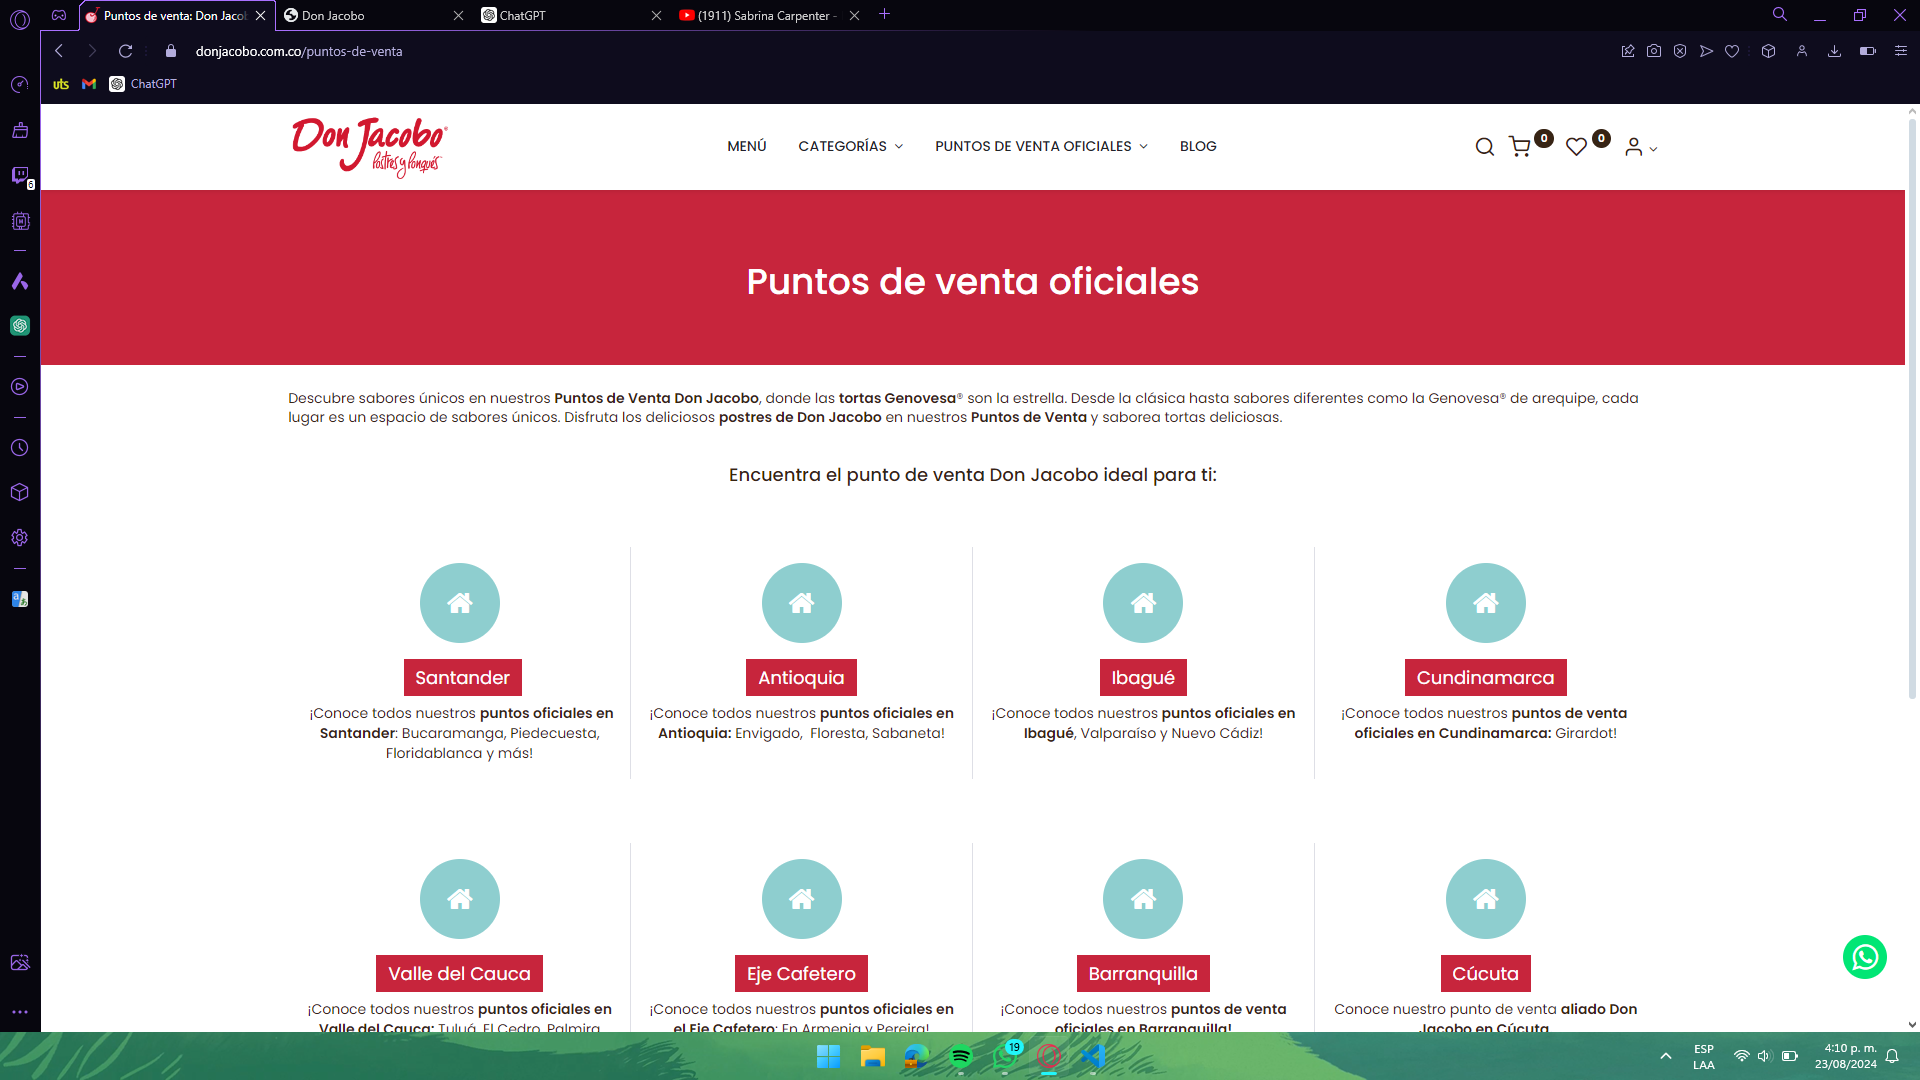 Puntos de venta: Don Jacob
Don Jacobo
ChatGPT
(1911) Sabrina Carpenter -
donjacobo.com.co/puntos-de-venta
uts
ChatGPT
6
Don Jacobo®
Postres y Ponqués
MENÚ
CATEGORÍAS
PUNTOS DE VENTA OFICIALES
BLOG
0
0
Puntos de venta oficiales
Descubre sabores únicos en nuestros Puntos de Venta Don Jacobo, donde las tortas Genovesa® son la estrella. Desde la clásica hasta sabores diferentes como la Genovesa® de arequipe, cada
lugar es un espacio de sabores únicos. Disfruta los deliciosos postres de Don Jacobo en nuestros Puntos de Venta y saborea tortas deliciosas.
Encuentra el punto de venta Don Jacobo ideal para ti:
Santander
¡Conoce todos nuestros puntos oficiales en
Santander: Bucaramanga, Piedecuesta,
Floridablanca y más!
Antioquia
¡Conoce todos nuestros puntos oficiales en
Antioquia: Envigado,  Floresta, Sabaneta!
Ibagué
¡Conoce todos nuestros puntos oficiales en
Ibagué, Valparaíso y Nuevo Cádiz!
Cundinamarca
¡Conoce todos nuestros puntos de venta
oficiales en Cundinamarca: Girardot!
Valle del Cauca
¡Conoce todos nuestros puntos oficiales en
Valle del Cauca: Tuluá, El Cedro, Palmira
Eje Cafetero
¡Conoce todos nuestros puntos oficiales en
el Eje Cafetero: En Armenia y Pereira!
Barranquilla
¡Conoce todos nuestros puntos de venta
oficiales en Barranquilla!
Cúcuta
Conoce nuestro punto de venta aliado Don
Jacobo en Cúcuta
19
ESP
LAA
4:10 p. m.
23/08/2024